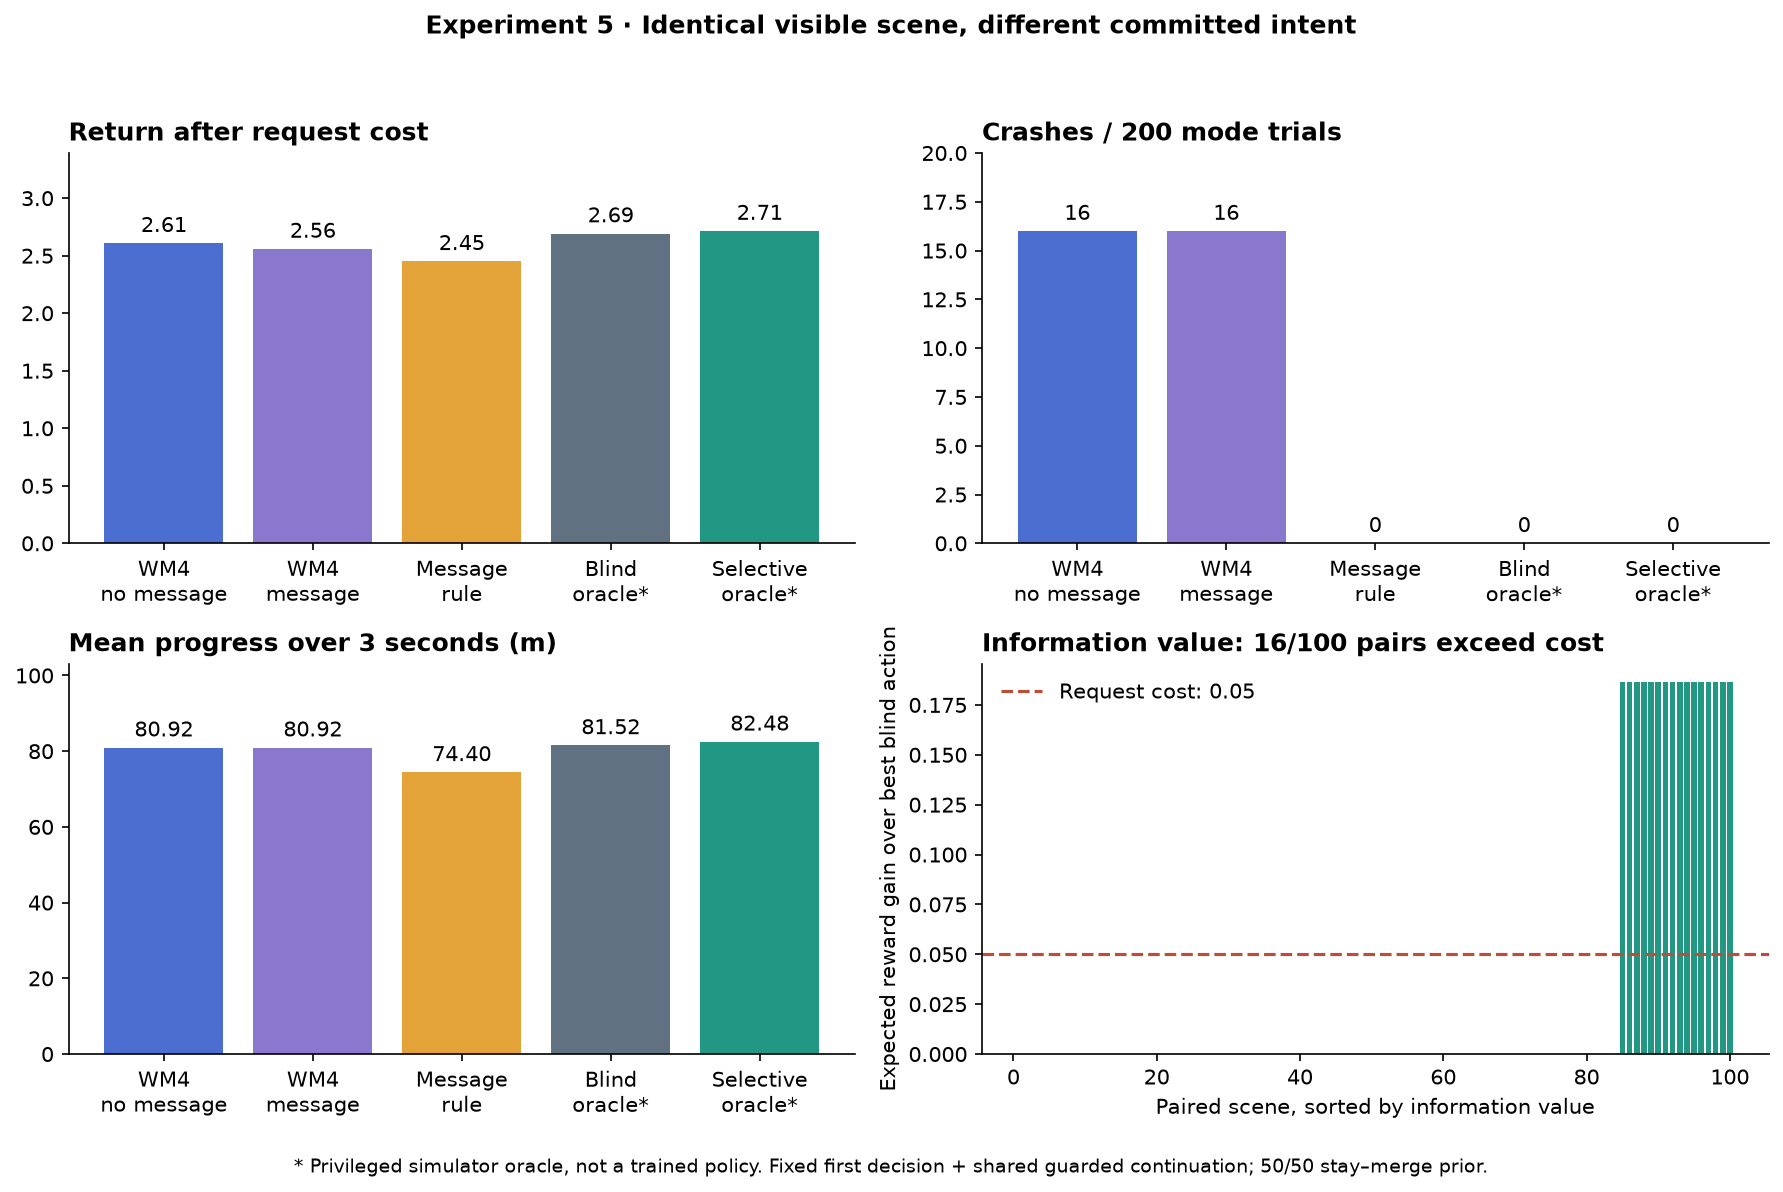 Experiment 5 · Identical visible scene, different committed intent
Return after request cost
3.0
2.5
2.0
1.5
1.0
0.5
0.0
2.61
2.56
2.45
2.69
2.71
WM4
no message
WM4
message
Message
rule
Blind
oracle*
Selective
oracle*
Crashes / 200 mode trials
20.0
17.5
15.0
12.5
10.0
7.5
5.0
2.5
0.0
16
16
0
0
0
WM4
no message
WM4
message
Message
rule
Blind
oracle*
Selective
oracle*
Mean progress over 3 seconds (m)
100
80
60
40
20
0
80.92
80.92
74.40
81.52
82.48
WM4
no message
WM4
message
Message
rule
Blind
oracle*
Selective
oracle*
Information value: 16/100 pairs exceed cost
Expected reward gain over best blind action
0.175
0.150
0.125
0.100
0.075
0.050
0.025
0.000
Request cost: 0.05
0
20
40
60
80
100
Paired scene, sorted by information value
* Privileged simulator oracle, not a trained policy. Fixed first decision + shared guarded continuation; 50/50 stay–merge prior.